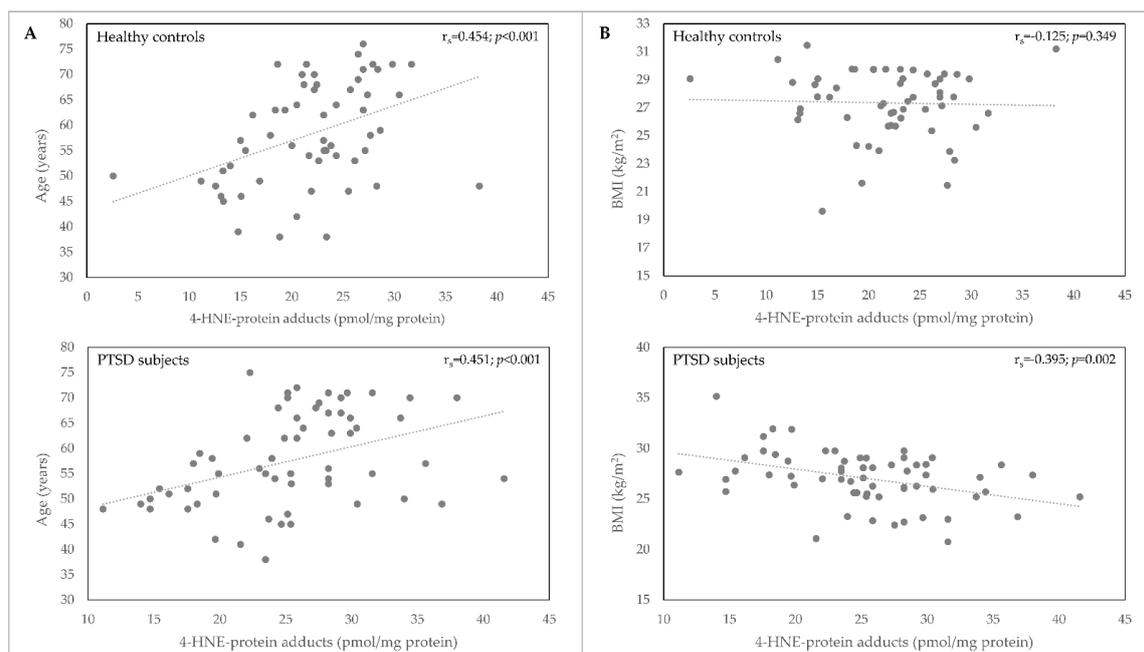 A
Healthy controls
rs=0.454; p<0.001
80
75
70
65
60
55
50
45
40
35
30
Age (years)
0 5 10 15 20 25 30 35 40 45
4-HNE-protein adducts (pmol/mg protein)
PTSD subjects
rs=0.451; p<0.001
80
75
70
65
60
55
50
45
40
35
30
Age (years)
10 15 20 25 30 35 40 45
4-HNE-protein adducts (pmol/mg protein)
B
Healthy controls
rs=-0.125; p=0.349
33
31
29
27
25
23
21
19
17
15
BMI (kg/m²)
0 5 10 15 20 25 30 35 40 45
4-HNE-protein adducts (pmol/mg protein)
PTSD subjects
rs=-0.395; p=0.002
40
35
30
25
20
15
BMI (kg/m²)
10 15 20 25 30 35 40 45
4-HNE-protein adducts (pmol/mg protein)